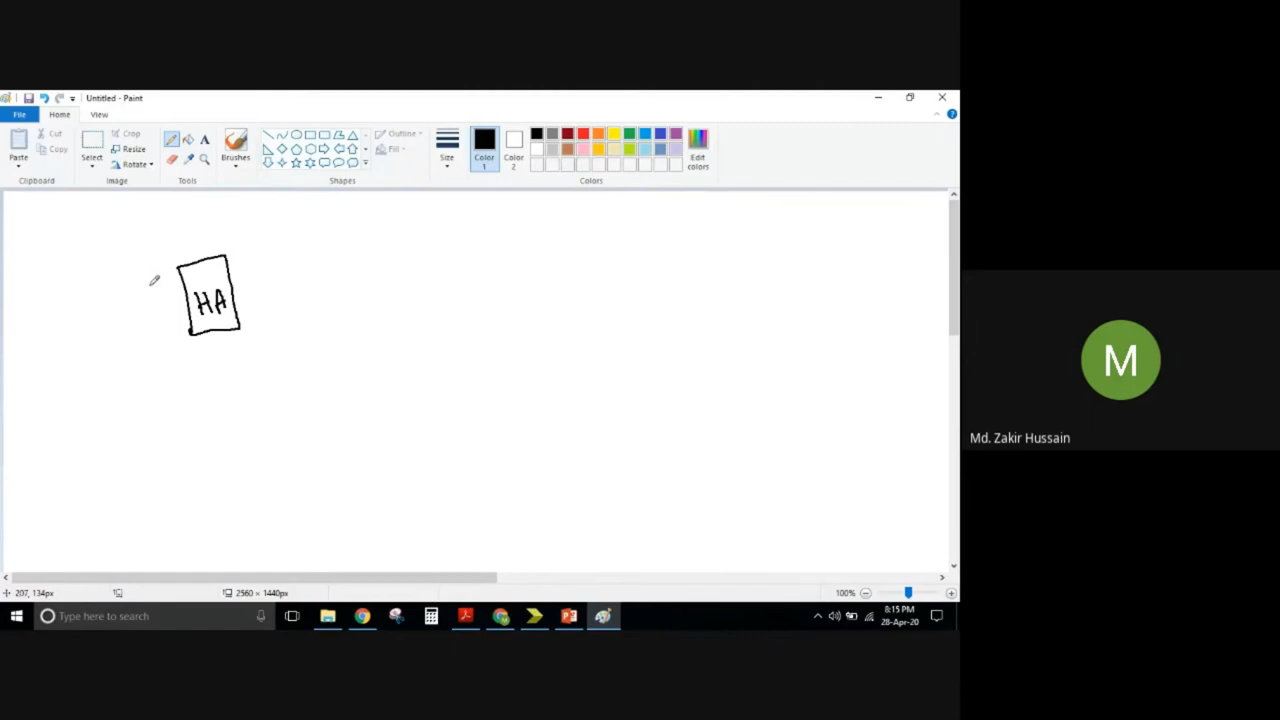 Untitled - Paint
File Home View
Paste
Cut
Copy
Clipboard
Select
Crop
Resize
Rotate
Image
A
Tools
Brushes
Outline
Fill
Shapes
Size
Color 1
Color 2
Edit colors
Colors
HA
M
Md. Zakir Hussain
207, 134px
2560 × 1440px
100%
Type here to search
8:15 PM
28-Apr-20